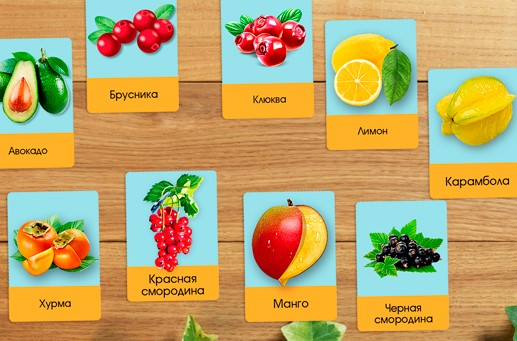 Авокадо
Брусника
Клюква
Лимон
Карамбола
Хурма
Красная
смородина
Манго
Черная
смородина